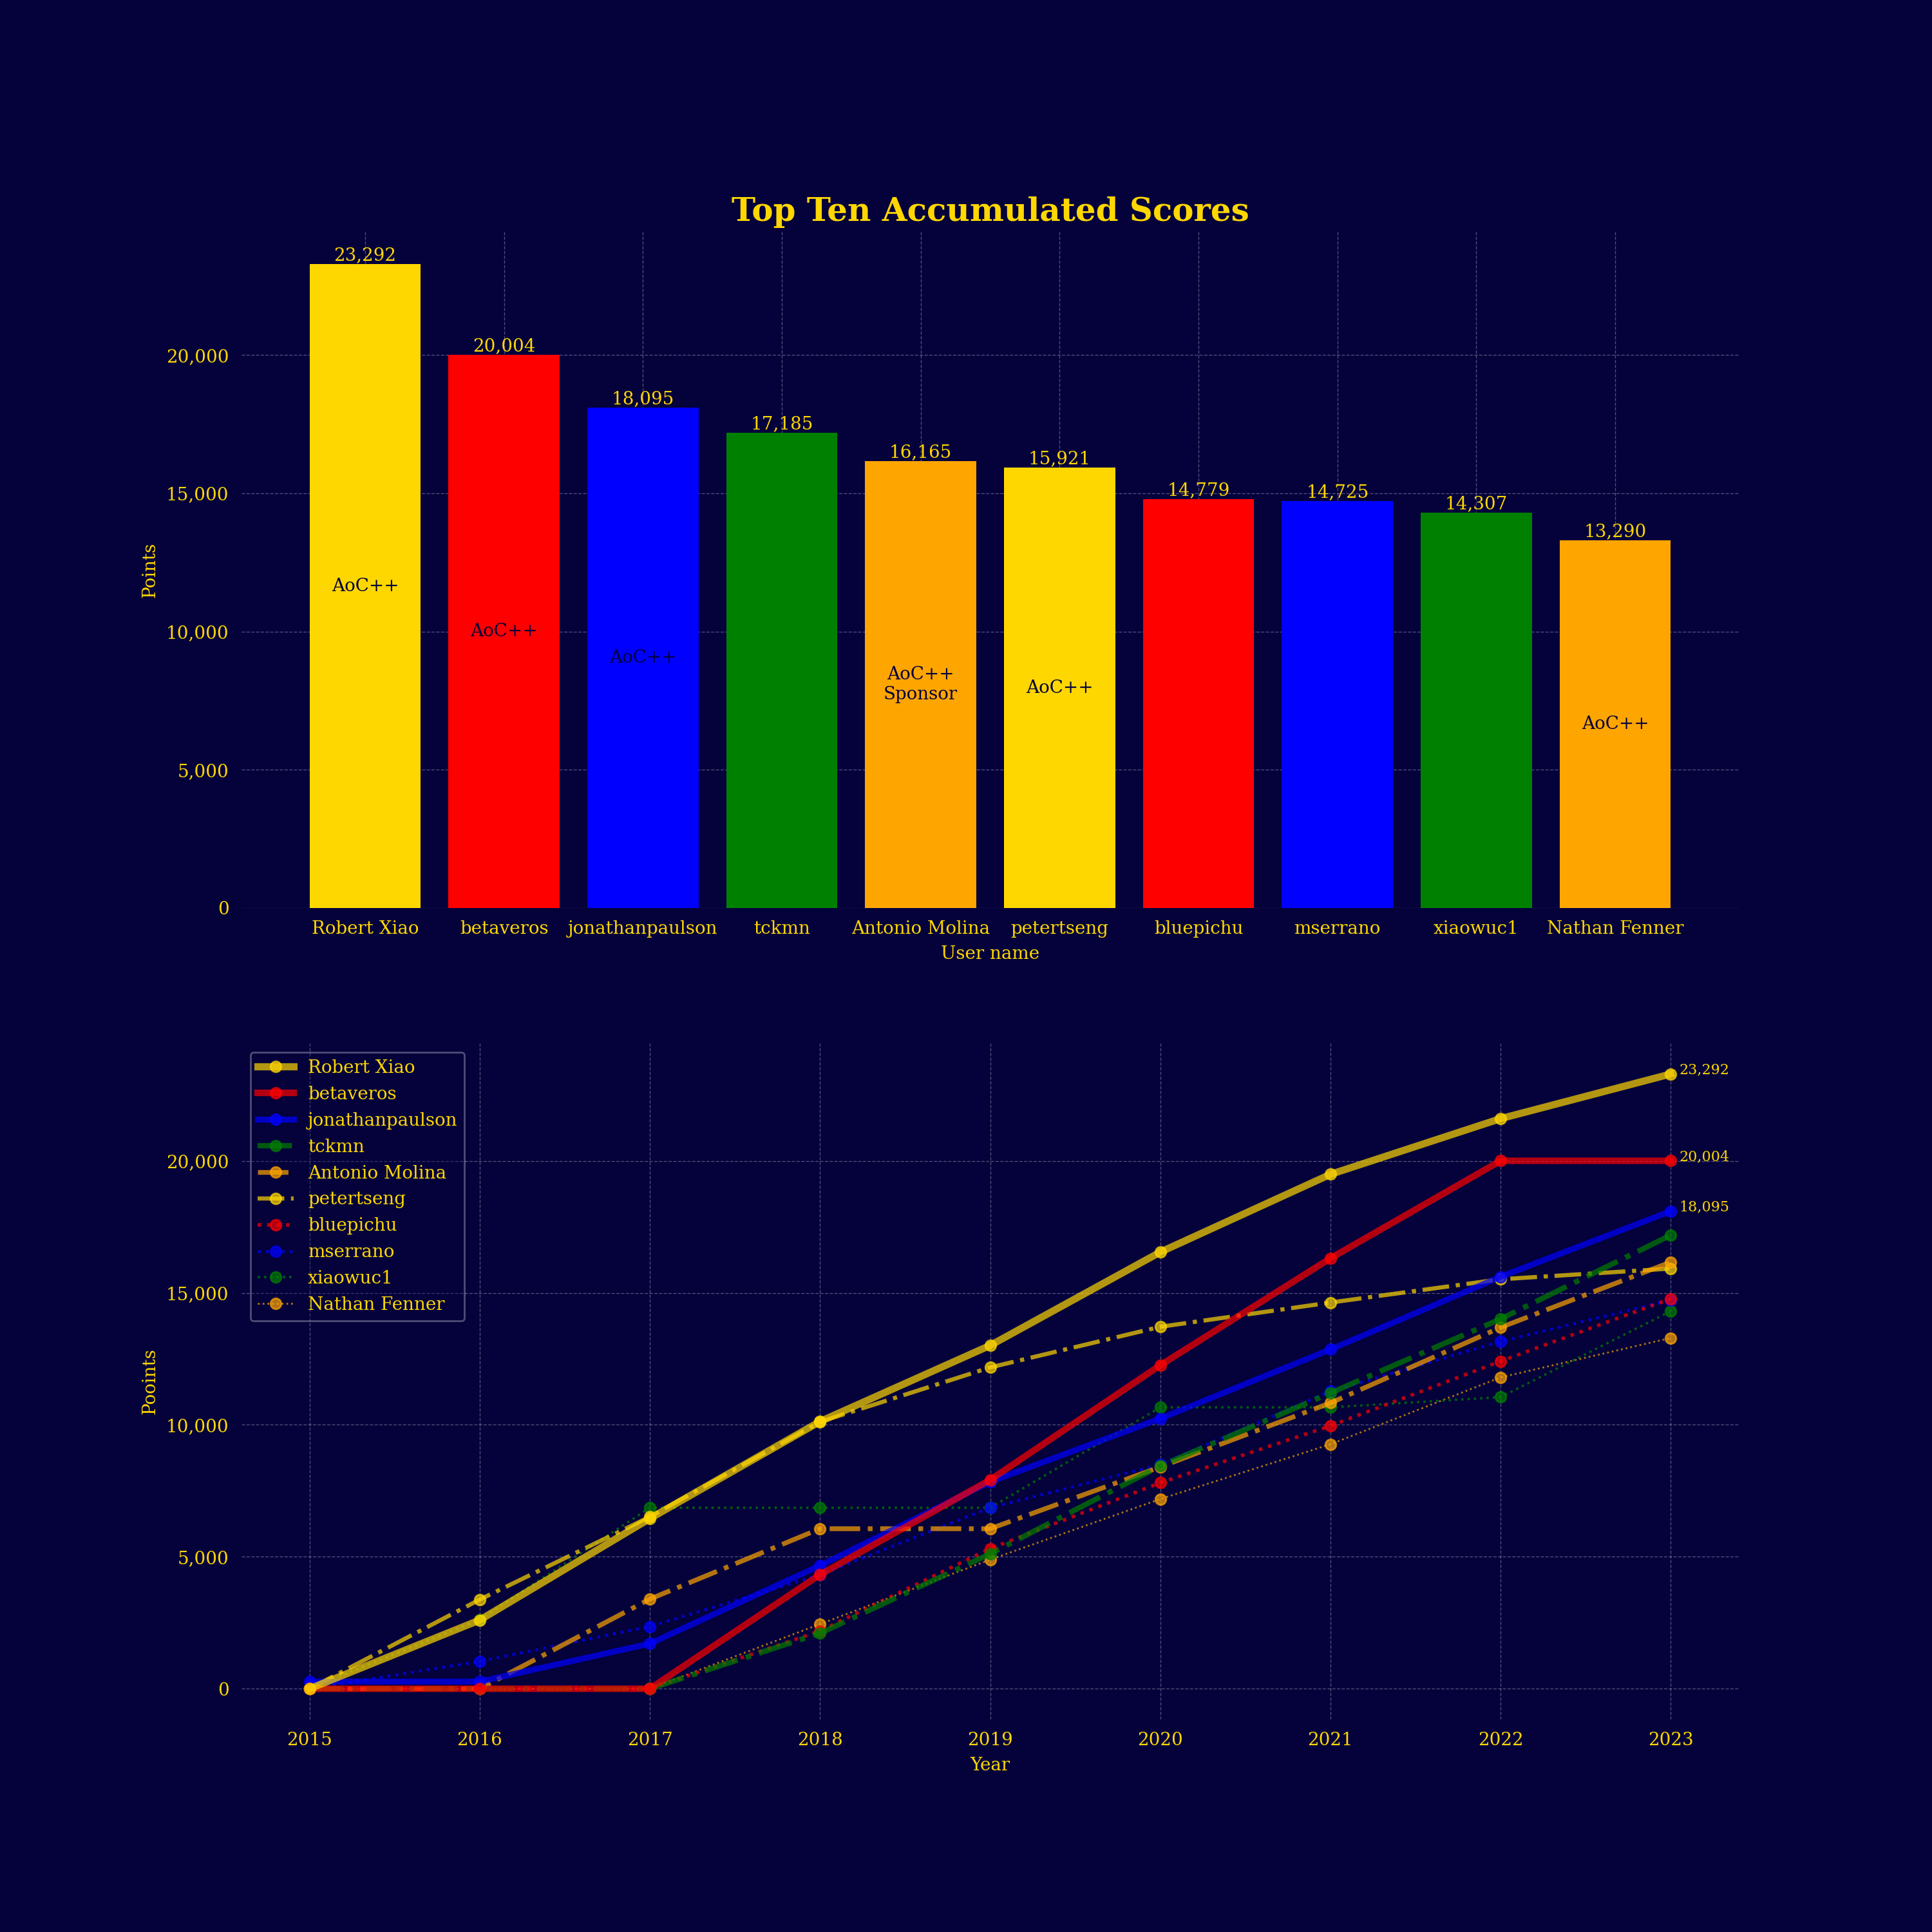 Top Ten Accumulated Scores
23,292
20,004
18,095
17,185
16,165
15,921
14,779
14,725
14,307
13,290
20,000
15,000
10,000
5,000
0
Points
AoC++
AoC++
AoC++
AoC++
Sponsor
AoC++
AoC++
Robert Xiao betaveros jonathanpaulson tckmn Antonio Molina petertseng bluepichu mserrano xiaowuc1 Nathan Fenner
User name
Robert Xiao
betaveros
jonathanpaulson
tckmn
Antonio Molina
petertseng
bluepichu
mserrano
xiaowuc1
Nathan Fenner
23,292
20,004
18,095
20,000
15,000
10,000
5,000
0
Pooints
2015 2016 2017 2018 2019 2020 2021 2022 2023
Year